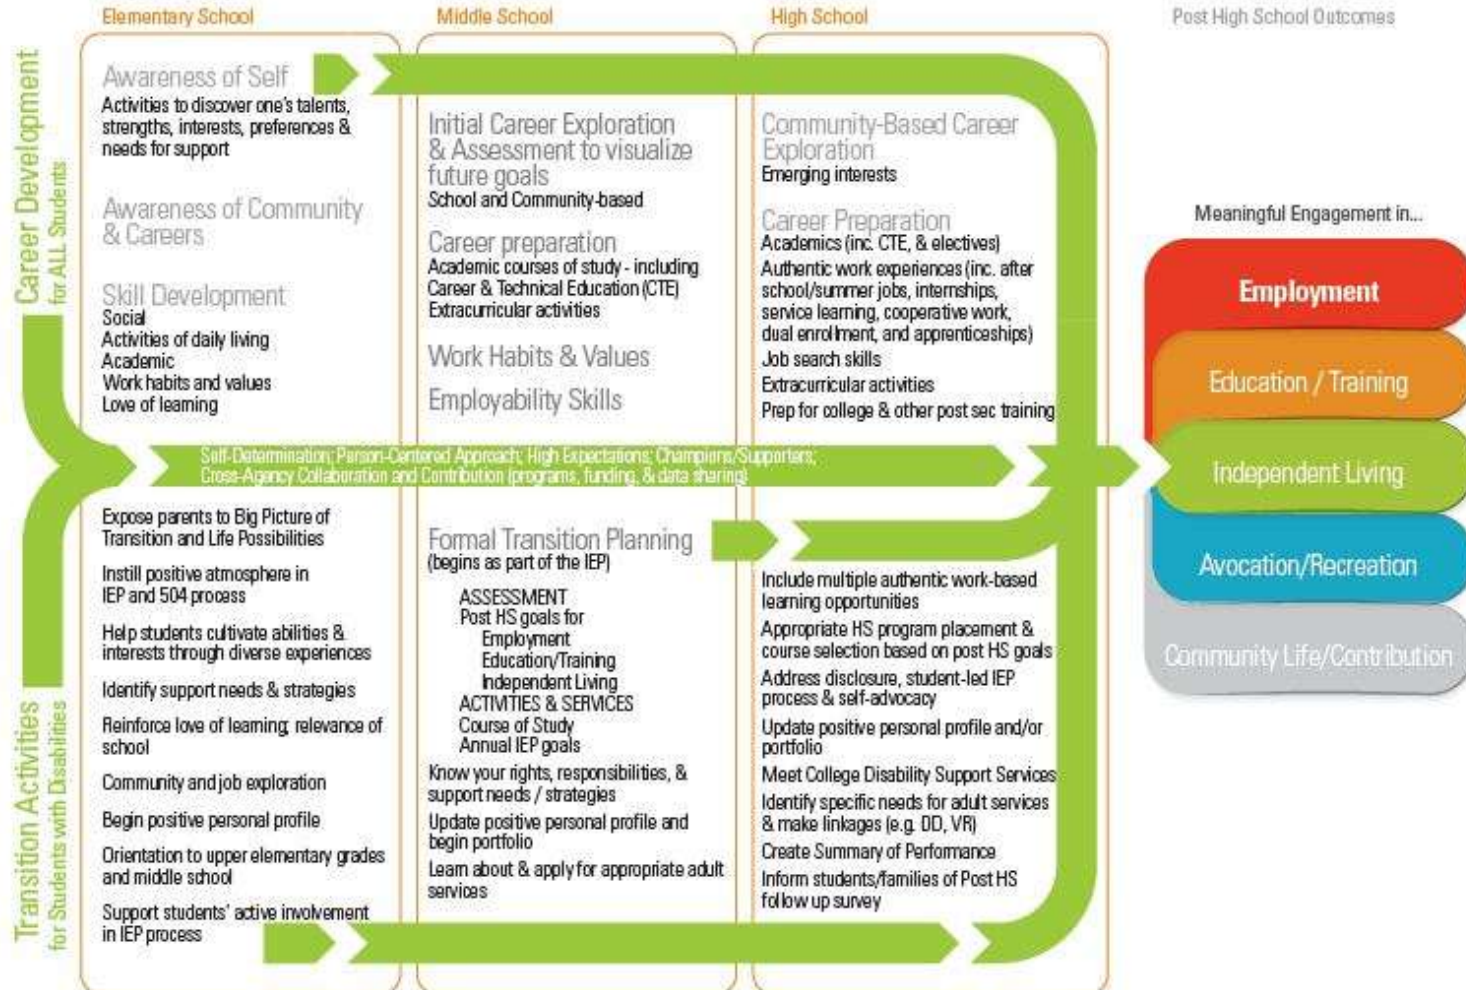 Elementary School
Middle School
High School
Post High School Outcomes
Career Development
for ALL Students
Awareness of Self
Activities to discover one's talents,
strengths, interests, preferences &
needs for support
Awareness of Community
& Careers
Skill Development
Social
Activities of daily living
Academic
Work habits and values
Love of learning
Initial Career Exploration
& Assessment to visualize
future goals
School and Community-based
Career preparation
Academic courses of study - including
Career & Technical Education (CTE)
Extracurricular activities
Work Habits & Values
Employability Skills
Community-Based Career
Exploration
Emerging interests
Career Preparation
Academics (inc. CTE, & electives)
Authentic work experiences (inc. after
school/summer jobs, internships,
service learning, cooperative work,
dual enrollment, and apprenticeships)
Job search skills
Extracurricular activities
Prep for college & other post sec training
Self-Determination; Person-Centered Approach; High Expectations; Champions/Supporters;
Cross-Agency Collaboration and Contribution (programs, funding, & data sharing)
Transition Activities
for Students with Disabilities
Expose parents to Big Picture of
Transition and Life Possibilities
Instill positive atmosphere in
IEP and 504 process
Help students cultivate abilities &
interests through diverse experiences
Identify support needs & strategies
Reinforce love of learning; relevance of
school
Community and job exploration
Begin positive personal profile
Orientation to upper elementary grades
and middle school
Support students' active involvement
in IEP process
Formal Transition Planning
(begins as part of the IEP)
ASSESSMENT
Post HS goals for
Employment
Education/Training
Independent Living
ACTIVITIES & SERVICES
Course of Study
Annual IEP goals
Know your rights, responsibilities, &
support needs / strategies
Update positive personal profile and
begin portfolio
Learn about & apply for appropriate adult
services
Include multiple authentic work-based
learning opportunities
Appropriate HS program placement &
course selection based on post HS goals
Address disclosure, student-led IEP
process & self-advocacy
Update positive personal profile and/or
portfolio
Meet College Disability Support Services
Identify specific needs for adult services
& make linkages (e.g. DD, VR)
Create Summary of Performance
Inform students/families of Post HS
follow up survey
Meaningful Engagement in...
Employment
Education / Training
Independent Living
Avocation/Recreation
Community Life/Contribution